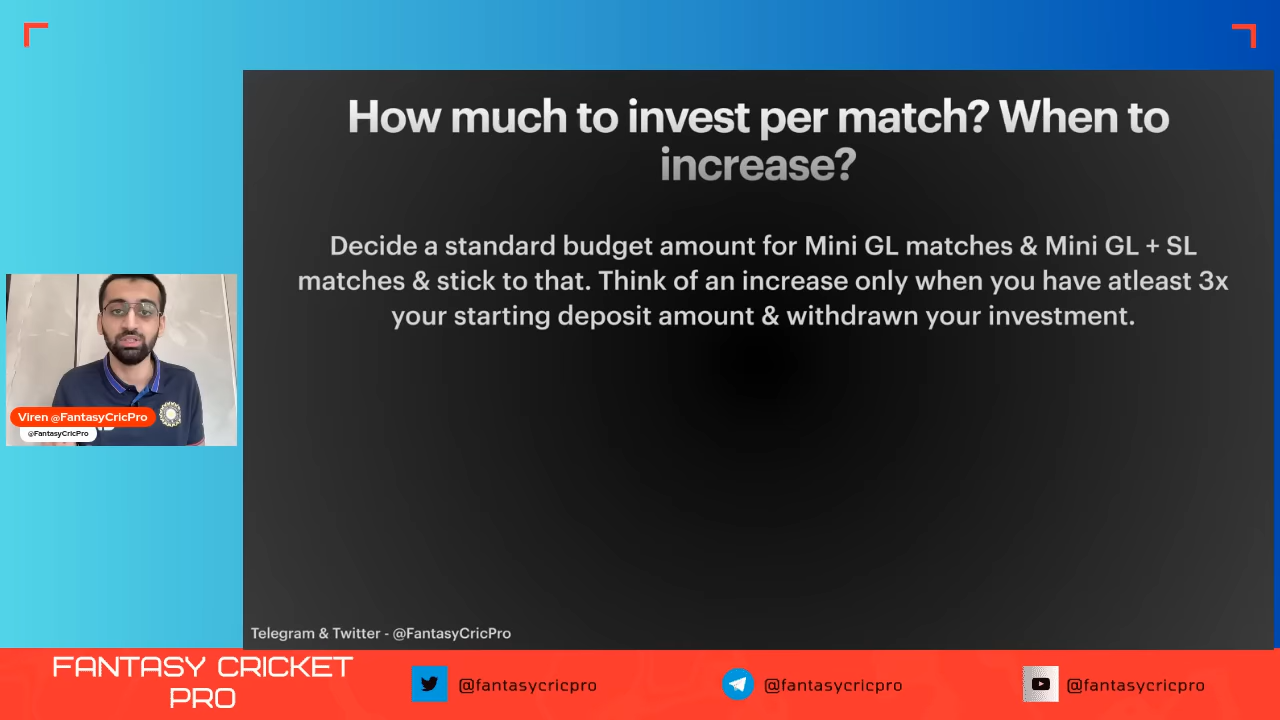 How much to invest per match? When to
increase?
Decide a standard budget amount for Mini GL matches & Mini GL + SL
matches & stick to that. Think of an increase only when you have atleast 3x
your starting deposit amount & withdrawn your investment.
Viren @FantasyCricPro
@FantasyCricPro
Telegram & Twitter - @FantasyCricPro
FANTASY CRICKET
PRO
@fantasycricpro
@fantasycricpro
@fantasycricpro